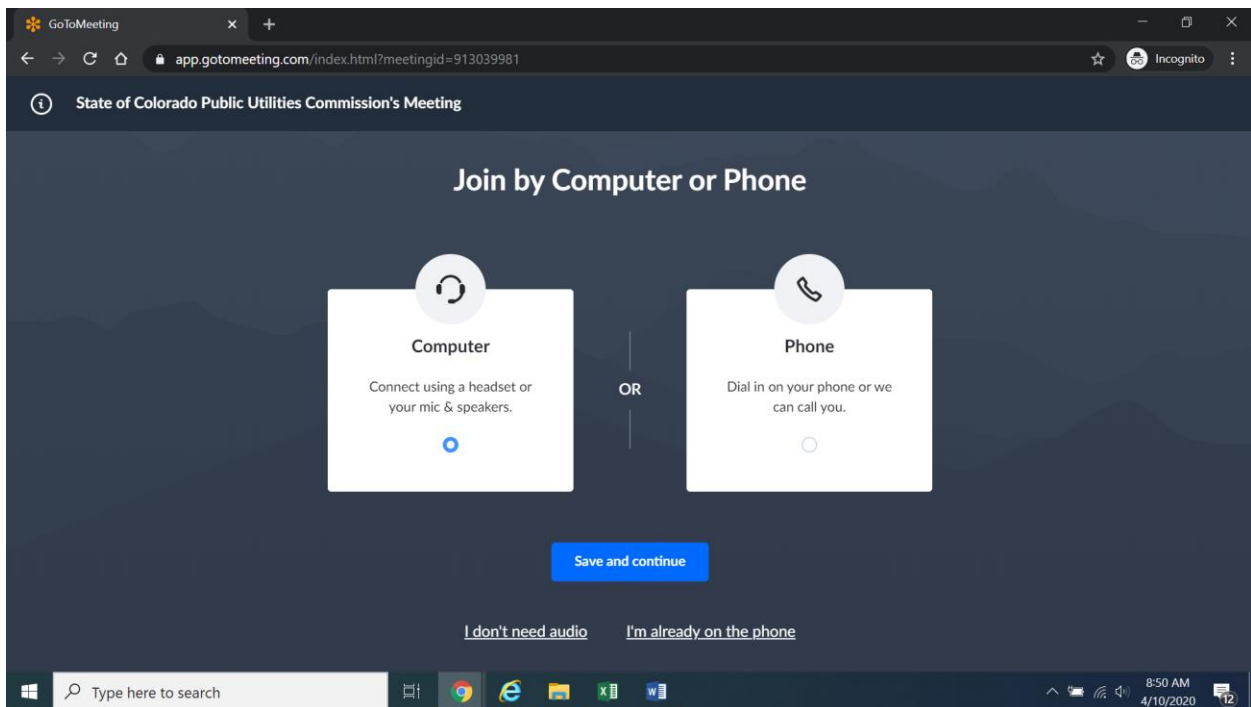 GoToMeeting
app.gotomeeting.com/index.html?meetingid=913039981
Incognito
State of Colorado Public Utilities Commission's Meeting
Join by Computer or Phone
Computer
Connect using a headset or
your mic & speakers.
OR
Phone
Dial in on your phone or we
can call you.
Save and continue
I don't need audio
I'm already on the phone
Type here to search
8:50 AM
4/10/2020
12